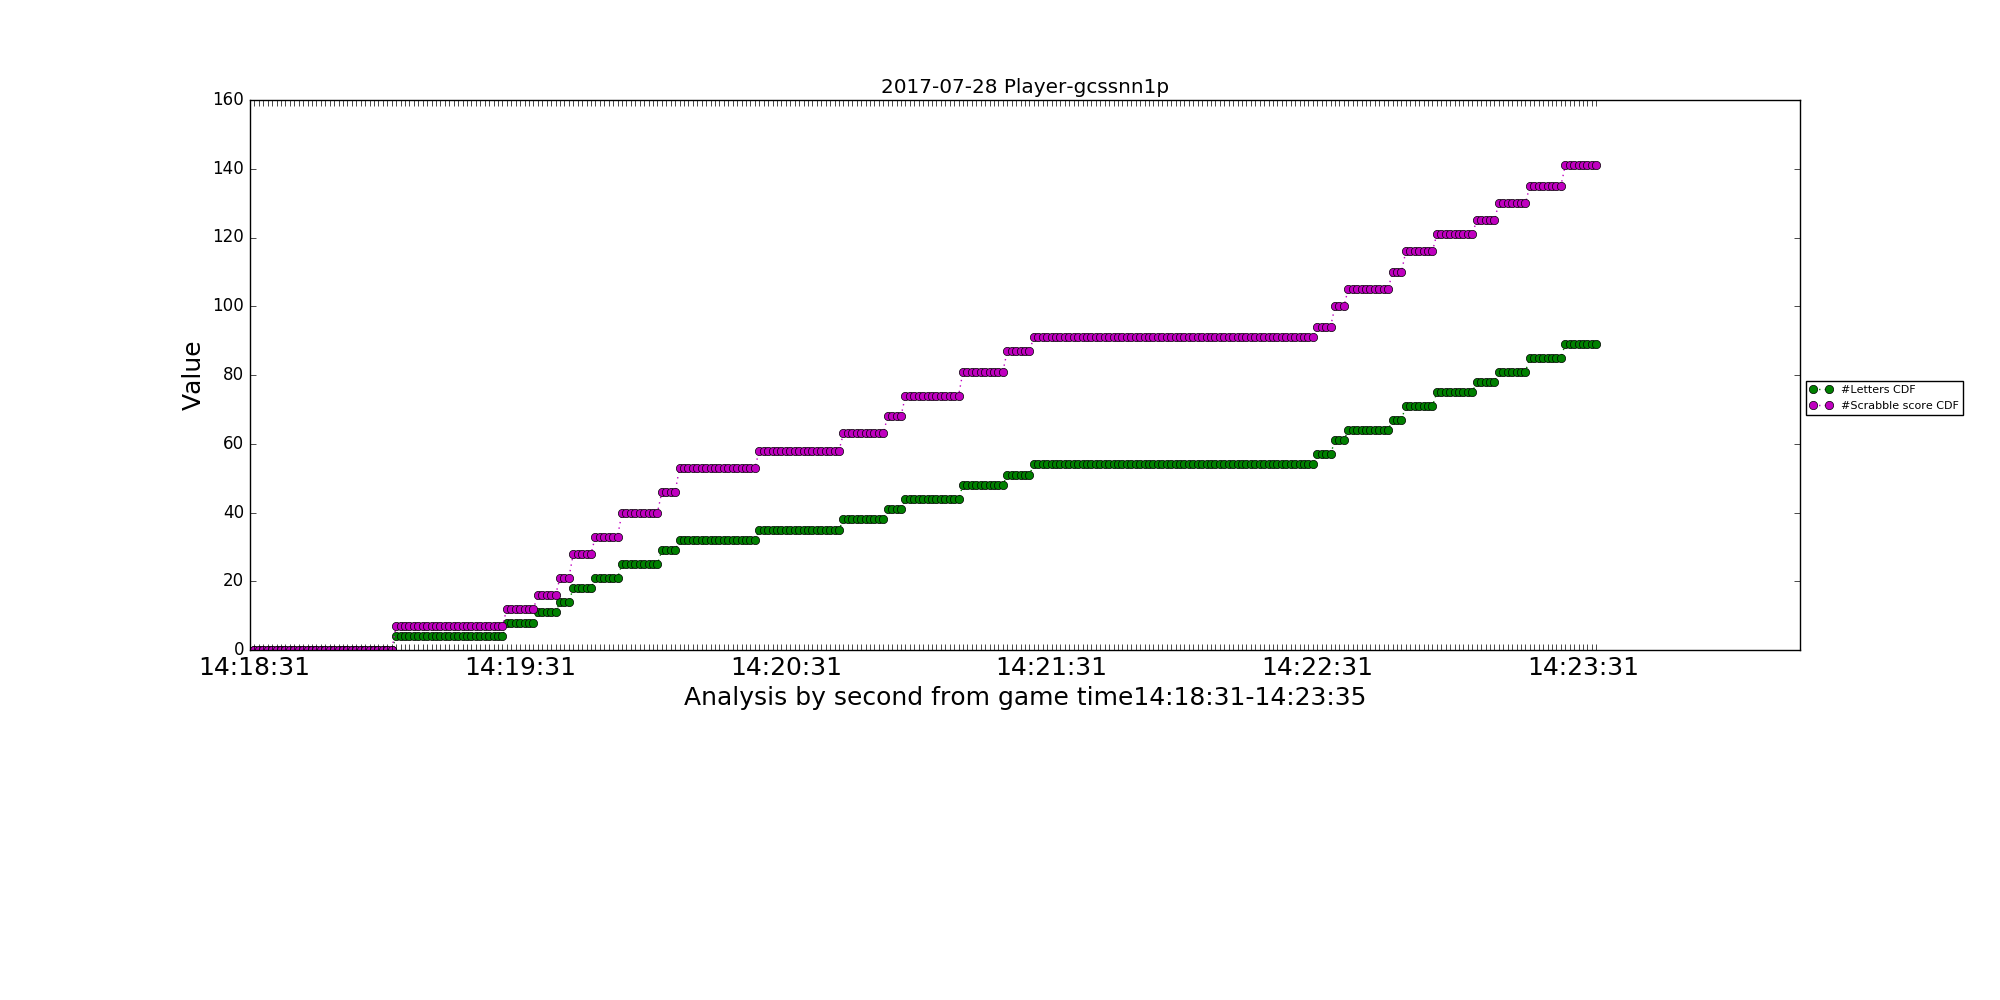 2017-07-28 Player-gcssnn1p
160
140
120
100
80
60
40
20
0
Value
14:18:31 14:19:31 14:20:31 14:21:31 14:22:31 14:23:31
Analysis by second from game time14:18:31-14:23:35
#Letters CDF
#Scrabble score CDF